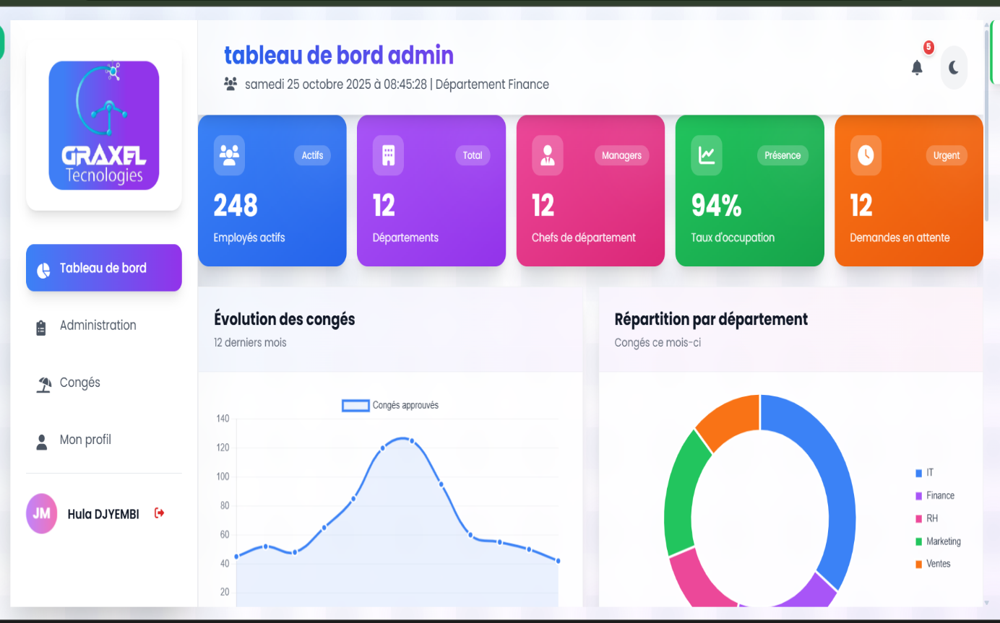 GRAXEL
Tecnologies
Tableau de bord
Administration
Congés
Mon profil
JM
Hula DJYEMBI
tableau de bord admin
samedi 25 octobre 2025 à 08:45:28 | Département Finance
5
Actifs
248
Employés actifs
Total
12
Départements
Managers
12
Chefs de département
Présence
94%
Taux d'occupation
Urgent
12
Demandes en attente
Évolution des congés
12 derniers mois
Congés approuvés
140
120
100
80
60
40
20
Répartition par département
Congés ce mois-ci
IT
Finance
RH
Marketing
Ventes